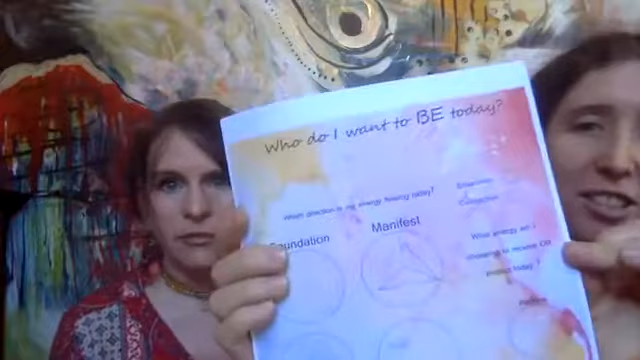 Who do I want to BE today?
Which direction is my energy flowing today?
Foundation
Manifest
What energy am I
choosing to receive OR
today?